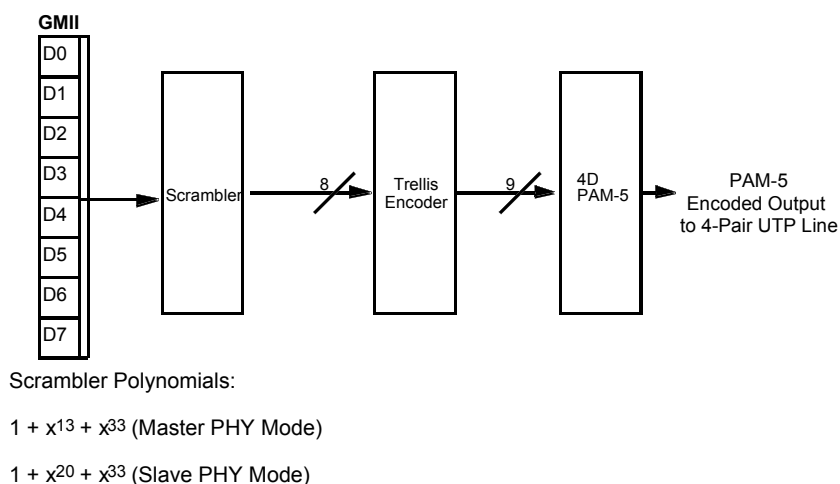 GMII
D0
D1
D2
D3
D4
D5
D6
D7
Scrambler
8
Trellis
Encoder
9
4D
PAM-5
PAM-5
Encoded Output
to 4-Pair UTP Line
Scrambler Polynomials:
1 + x13 + x33 (Master PHY Mode)
1 + x20 + x33 (Slave PHY Mode)